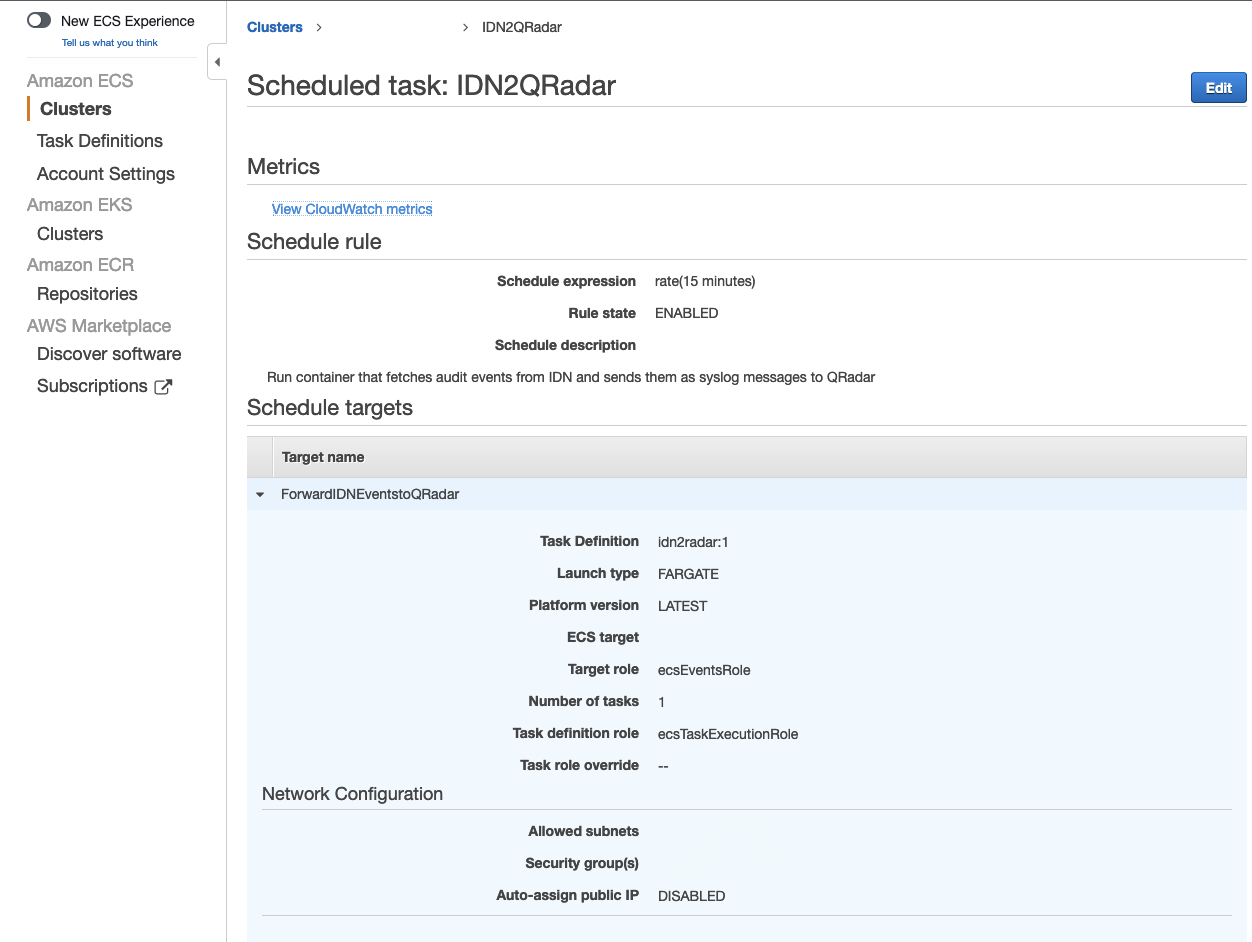 New ECS Experience
Tell us what you think
Amazon ECS
Clusters
Task Definitions
Account Settings
Amazon EKS
Clusters
Amazon ECR
Repositories
AWS Marketplace
Discover software
Subscriptions
Clusters > > IDN2QRadar
Scheduled task: IDN2QRadar
Edit
Metrics
View CloudWatch metrics
Schedule rule
Schedule expression rate(15 minutes)
Rule state ENABLED
Schedule description
Run container that fetches audit events from IDN and sends them as syslog messages to QRadar
Schedule targets
Target name
ForwardIDNEventstoQRadar
Task Definition idn2radar:1
Launch type FARGATE
Platform version LATEST
ECS target
Target role ecsEventsRole
Number of tasks 1
Task definition role ecsTaskExecutionRole
Task role override --
Network Configuration
Allowed subnets
Security group(s)
Auto-assign public IP DISABLED